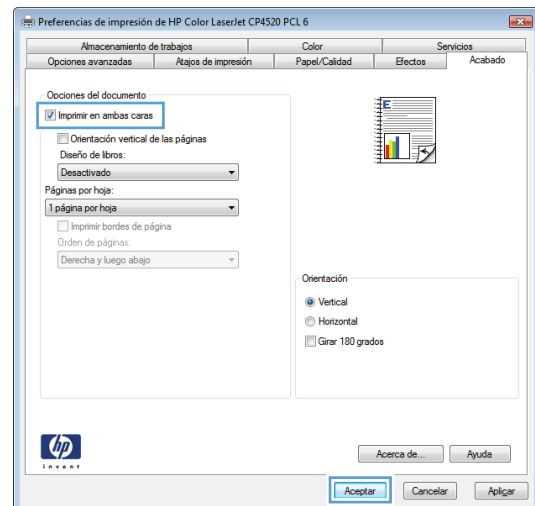 Preferencias de impresión de HP Color LaserJet CP4520 PCL 6
Almacenamiento de trabajos Color Servicios
Opciones avanzadas Atajos de impresión Papel/Calidad Efectos Acabado
Opciones del documento
Imprimir en ambas caras
Orientación vertical de las páginas
Diseño de libros:
Desactivado
Páginas por hoja:
1 página por hoja
Imprimir bordes de página
Orden de páginas:
Derecha y luego abajo
E
Orientación
Vertical
Horizontal
Girar 180 grados
hp
invent
Acerca de... Ayuda
Aceptar Cancelar Aplicar